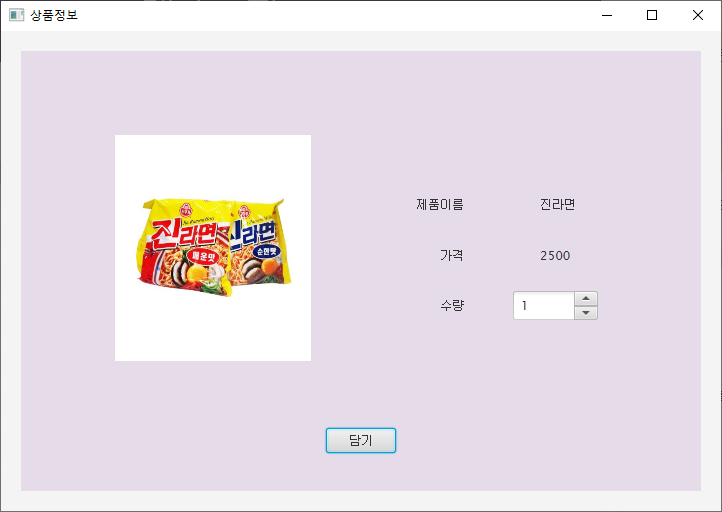 상품정보
진라면
매운맛
진라면
순한맛
제품이름 진라면
가격 2500
수량 1
담기